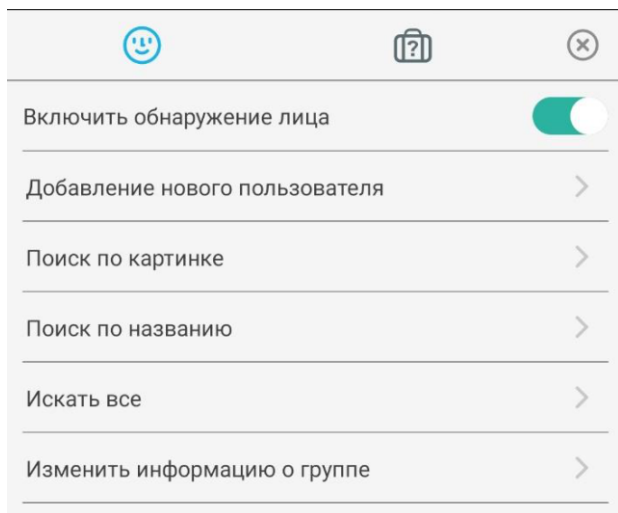 ?
Включить обнаружение лица
Добавление нового пользователя
Поиск по картинке
Поиск по названию
Искать все
Изменить информацию о группе